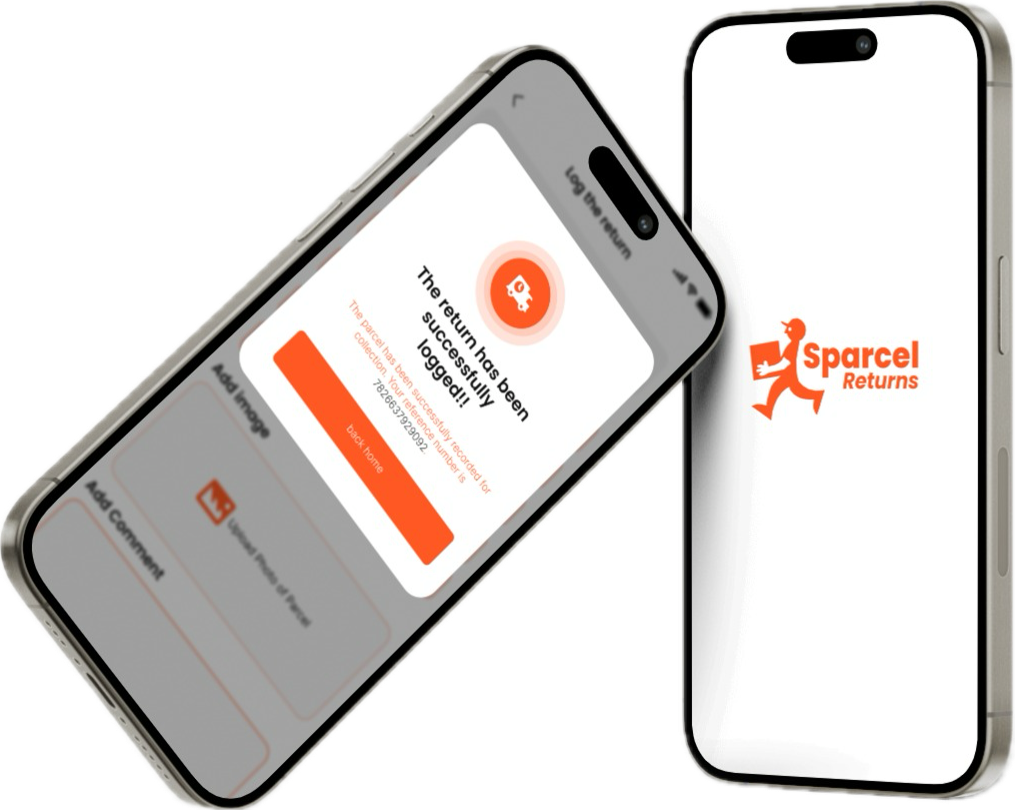 Log the return
The return has been
successfully
logged!!
The parcel has been successfully recorded for
collection. Your reference number is
7826637929092.
back home
Add image
Upload Photo of Parcel
Add Comment
Sparcel
Returns